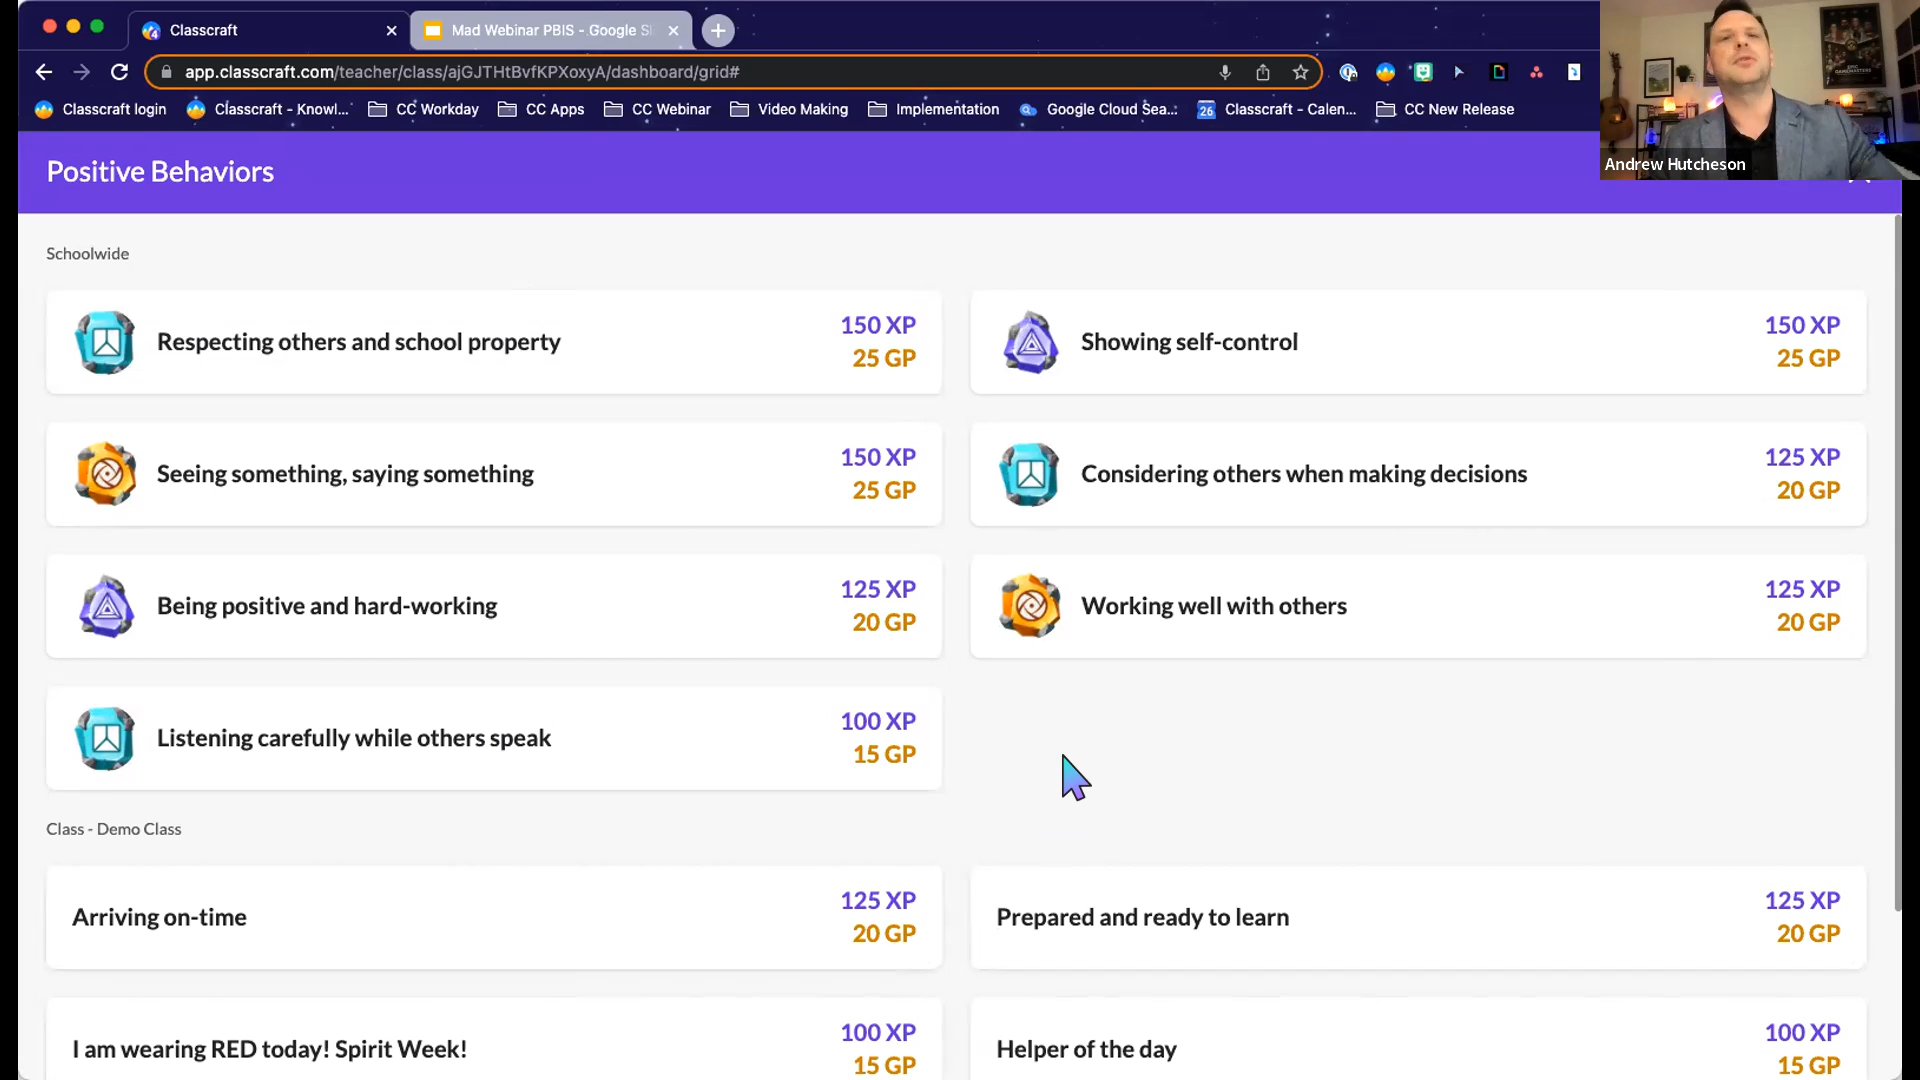 Classcraft
Mad Webinar PBIS - Google Sl
app.classcraft.com/teacher/class/ajGJTHtBvfKPXoxyA/dashboard/grid#
Classcraft login
Classcraft - Knowl...
CC Workday
CC Apps
CC Webinar
Video Making
Implementation
Google Cloud Sea...
26
Classcraft - Calen...
CC New Release
Andrew Hutcheson
Positive Behaviors
Schoolwide
Respecting others and school property
150 XP
25 GP
Showing self-control
150 XP
25 GP
Seeing something, saying something
150 XP
25 GP
Considering others when making decisions
125 XP
20 GP
Being positive and hard-working
125 XP
20 GP
Working well with others
125 XP
20 GP
Listening carefully while others speak
100 XP
15 GP
Class - Demo Class
Arriving on-time
125 XP
20 GP
Prepared and ready to learn
125 XP
20 GP
I am wearing RED today! Spirit Week!
100 XP
15 GP
Helper of the day
100 XP
15 GP